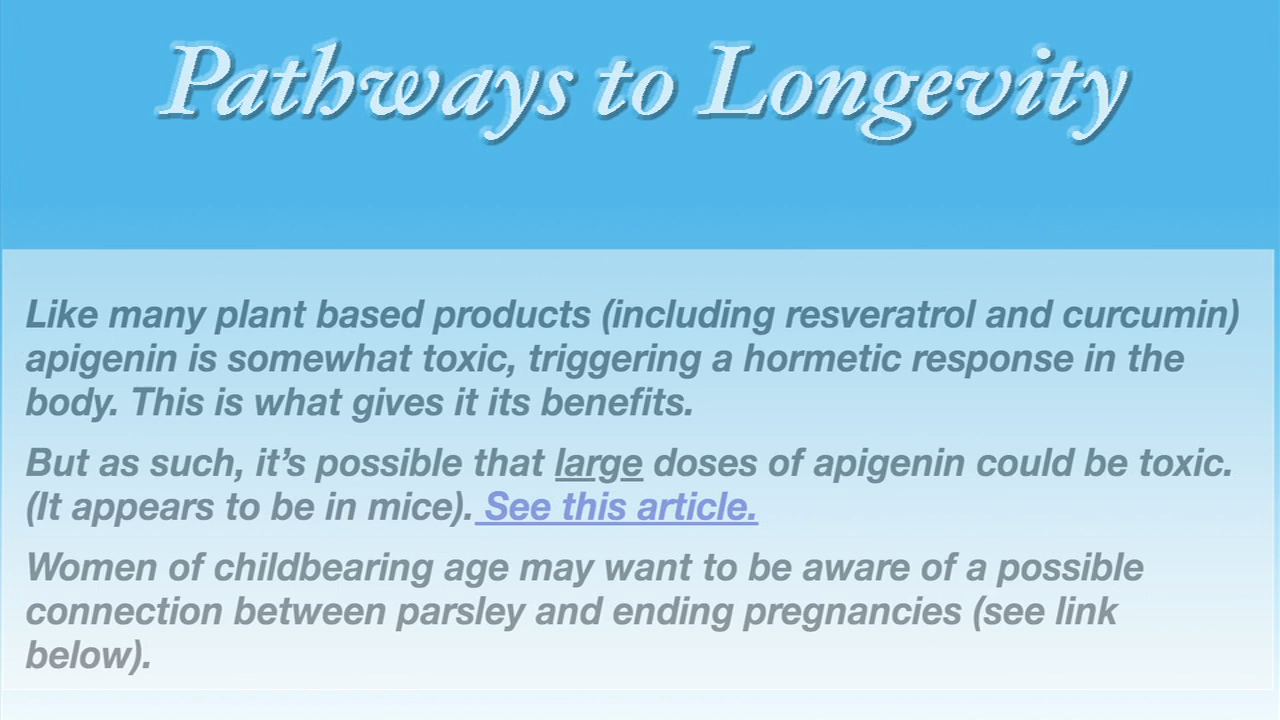 Pathways to Longevity
Like many plant based products (including resveratrol and curcumin)
apigenin is somewhat toxic, triggering a hormetic response in the
body. This is what gives it its benefits.
But as such, it’s possible that large doses of apigenin could be toxic.
(It appears to be in mice). See this article.
Women of childbearing age may want to be aware of a possible
connection between parsley and ending pregnancies (see link
below).